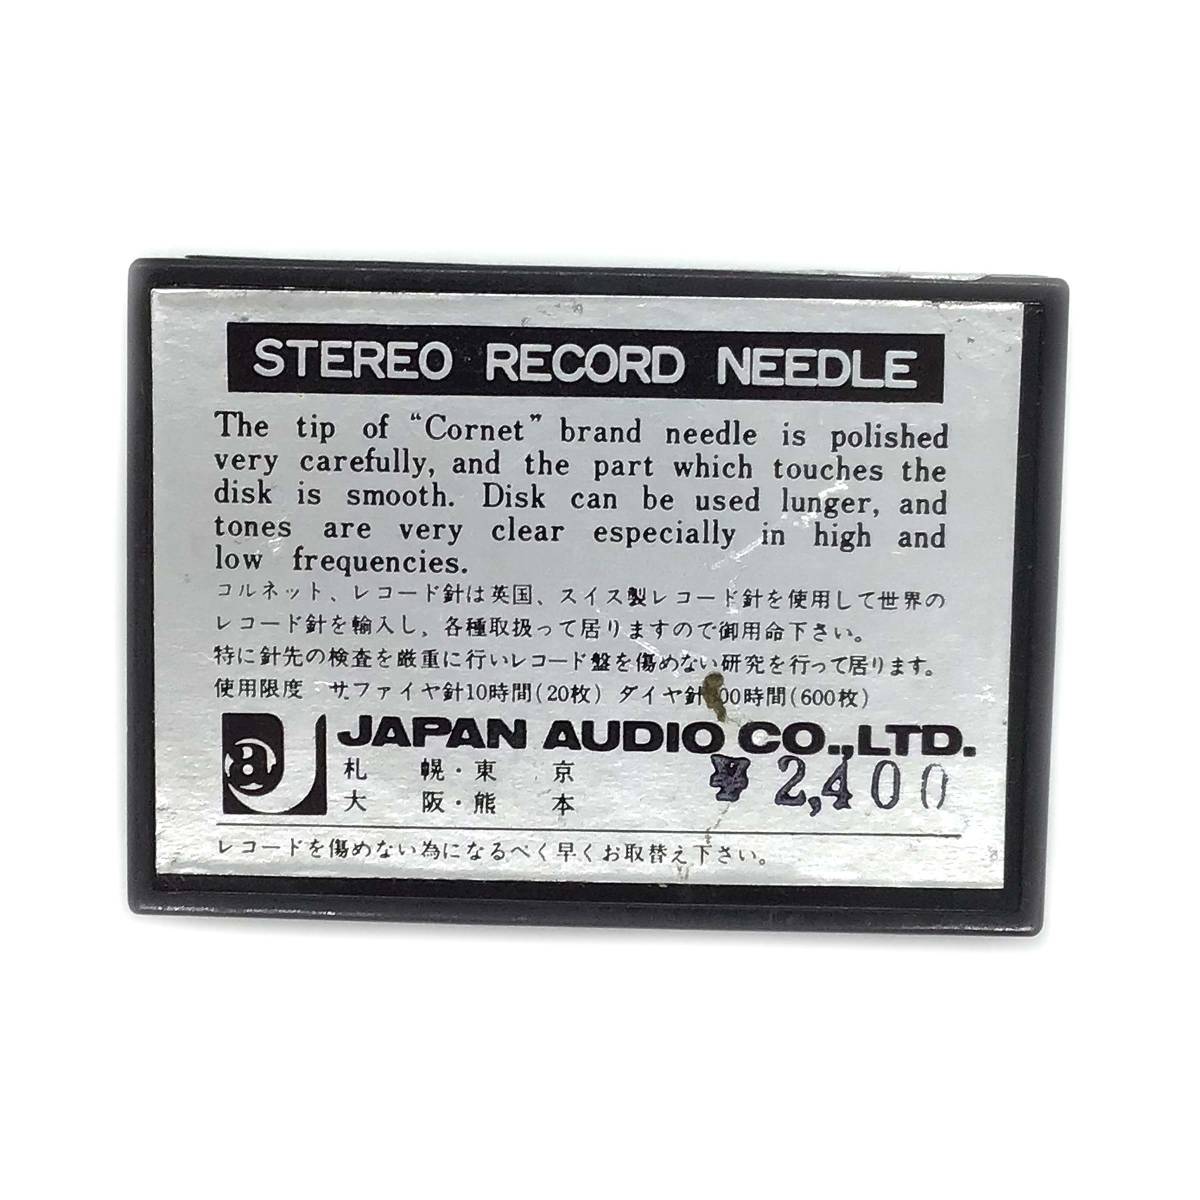 STEREO RECORD NEEDLE
The tip of “Cornet” brand needle is polished
very carefully, and the part which touches the
disk is smooth. Disk can be used lunger, and
tones are very clear especially in high and
low frequencies.
コルネット、レコード針は英国、スイス製レコード針を使用して世界の
レコード針を輸入し、各種取扱って居りますので御用命下さい。
特に針先の検査を厳重に行いレコード盤を傷めない研究を行って居ります。
使用限度 サファイヤ針10時間(20枚) ダイヤ針 00時間(600枚)
a JAPAN AUDIO CO.,LTD.
札幌・東京
大阪・熊本
¥2,400
レコードを傷めない為になるべく早くお取替え下さい。